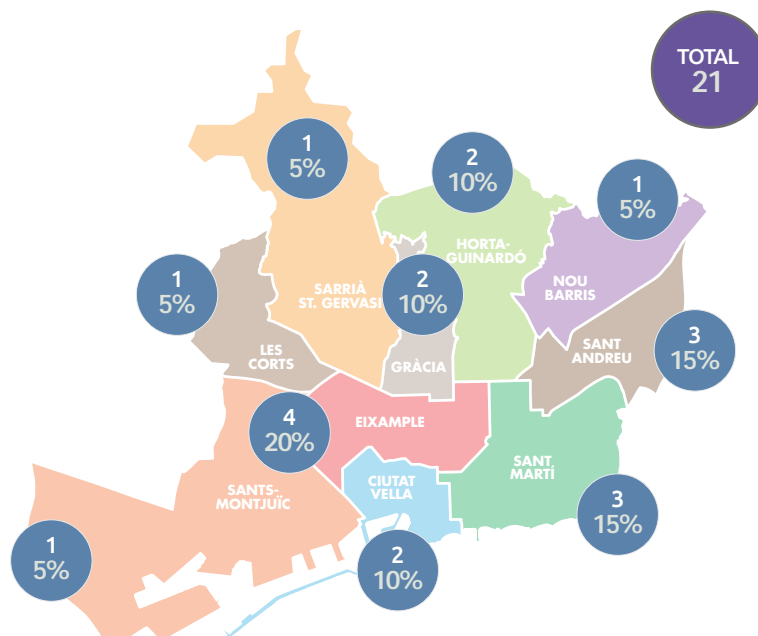 TOTAL
21
1
5%
2
10%
1
5%
1
5%
SARRIÀ
ST. GERVASI
2
10%
HORTA-
GUINARDÓ
NOU
BARRIS
LES
CORTS
GRÀCIA
SANT
ANDREU
3
15%
4
20%
EIXAMPLE
SANTS-
MONTJUÏC
CIUTAT
VELLA
SANT
MARTÍ
3
15%
1
5%
2
10%